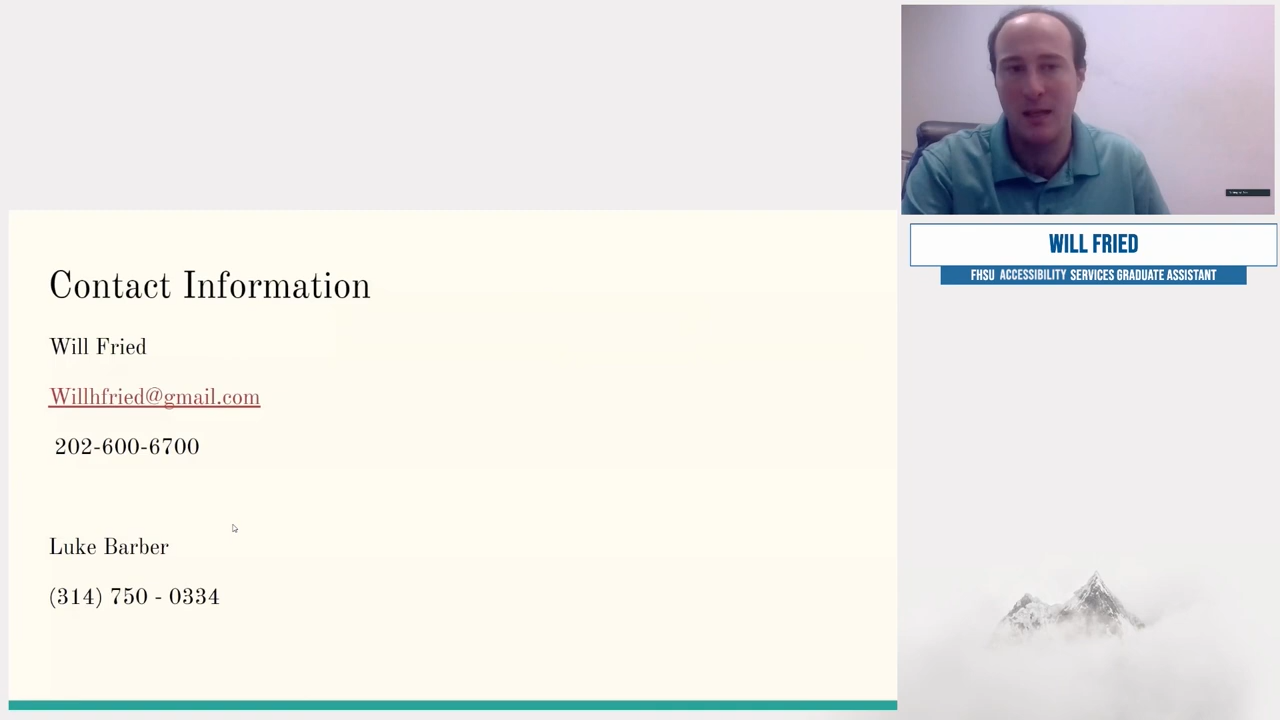 Contact Information
Will Fried
Willhfried@gmail.com
202-600-6700
Luke Barber
(314) 750 - 0334
WILL FRIED
FHSU ACCESSIBILITY SERVICES GRADUATE ASSISTANT